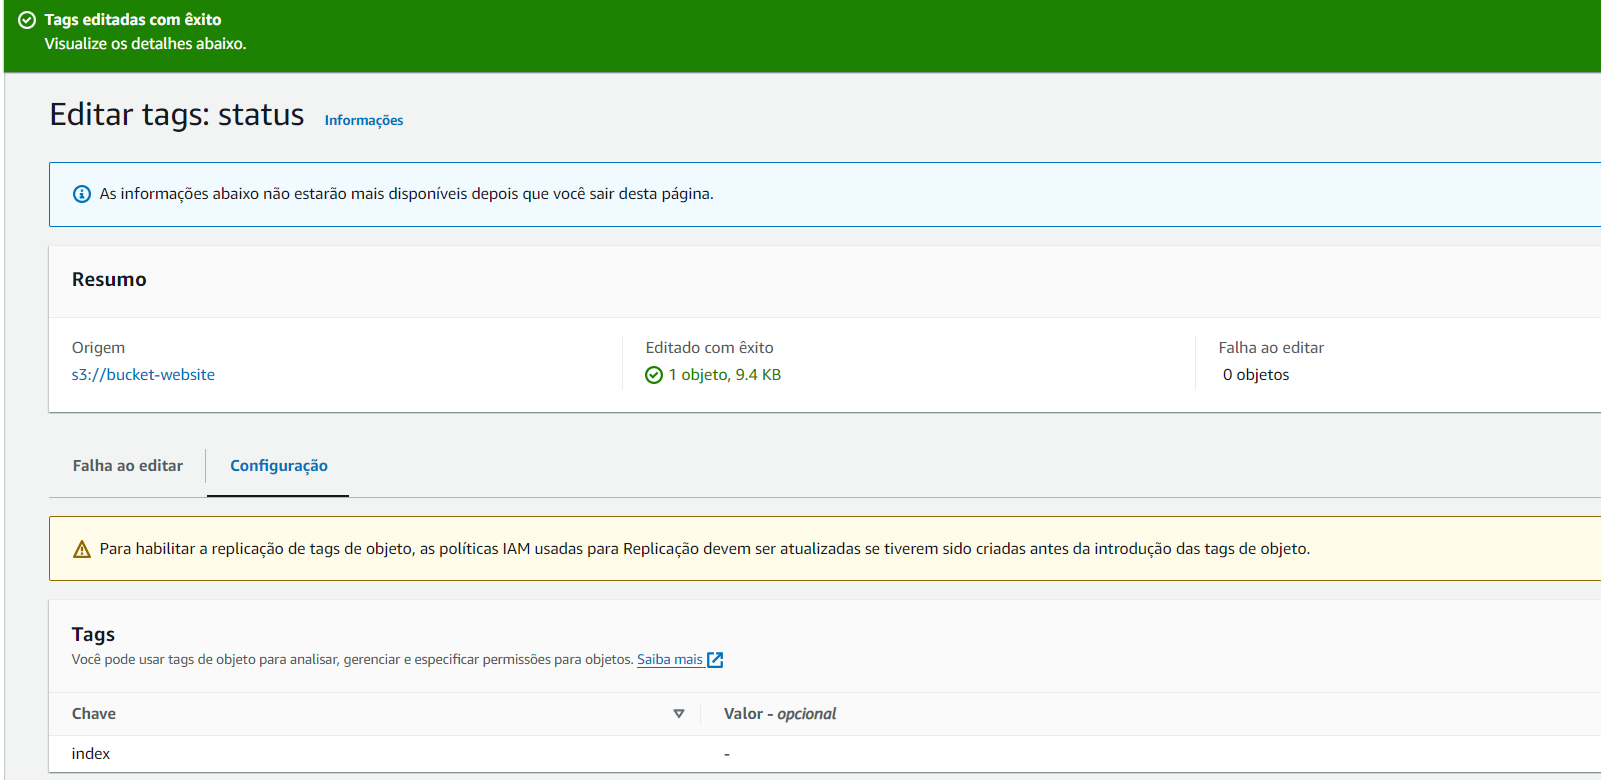 Tags editadas com êxito
Visualize os detalhes abaixo.
Editar tags: status Informações
As informações abaixo não estarão mais disponíveis depois que você sair desta página.
Resumo
Origem
s3://bucket-website
Editado com êxito
1 objeto, 9.4 KB
Falha ao editar
0 objetos
Falha ao editar
Configuração
Para habilitar a replicação de tags de objeto, as políticas IAM usadas para Replicação devem ser atualizadas se tiverem sido criadas antes da introdução das tags de objeto.
Tags
Você pode usar tags de objeto para analisar, gerenciar e especificar permissões para objetos. Saiba mais
Chave Valor - opcional
index -